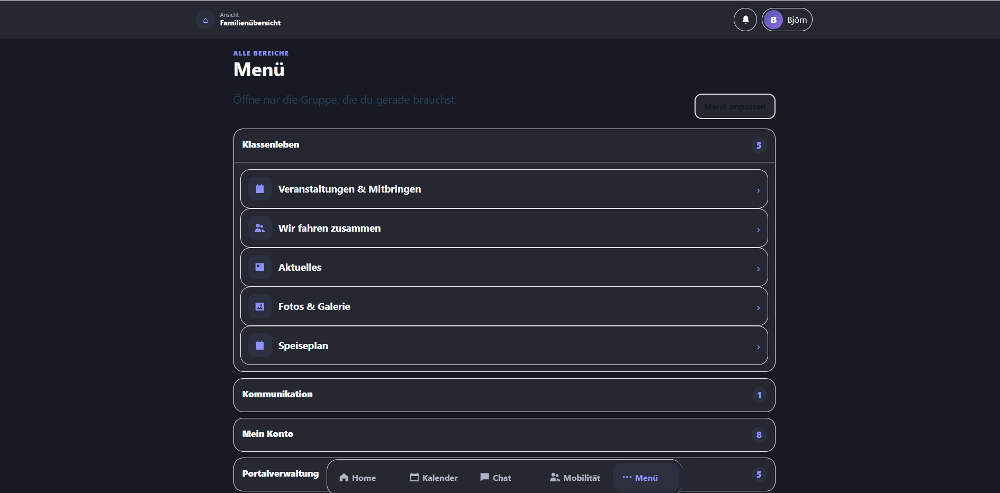 Ansicht
Familienübersicht
B Björn
ALLE BEREICHE
Menü
Öffne nur die Gruppe, die du gerade brauchst.
Menü anpassen
Klassenleben 5
Veranstaltungen & Mitbringen ›
Wir fahren zusammen ›
Aktuelles ›
Fotos & Galerie ›
Speiseplan ›
Kommunikation 1
Mein Konto 8
Portalverwaltung 5
Home Kalender Chat Mobilität Menü